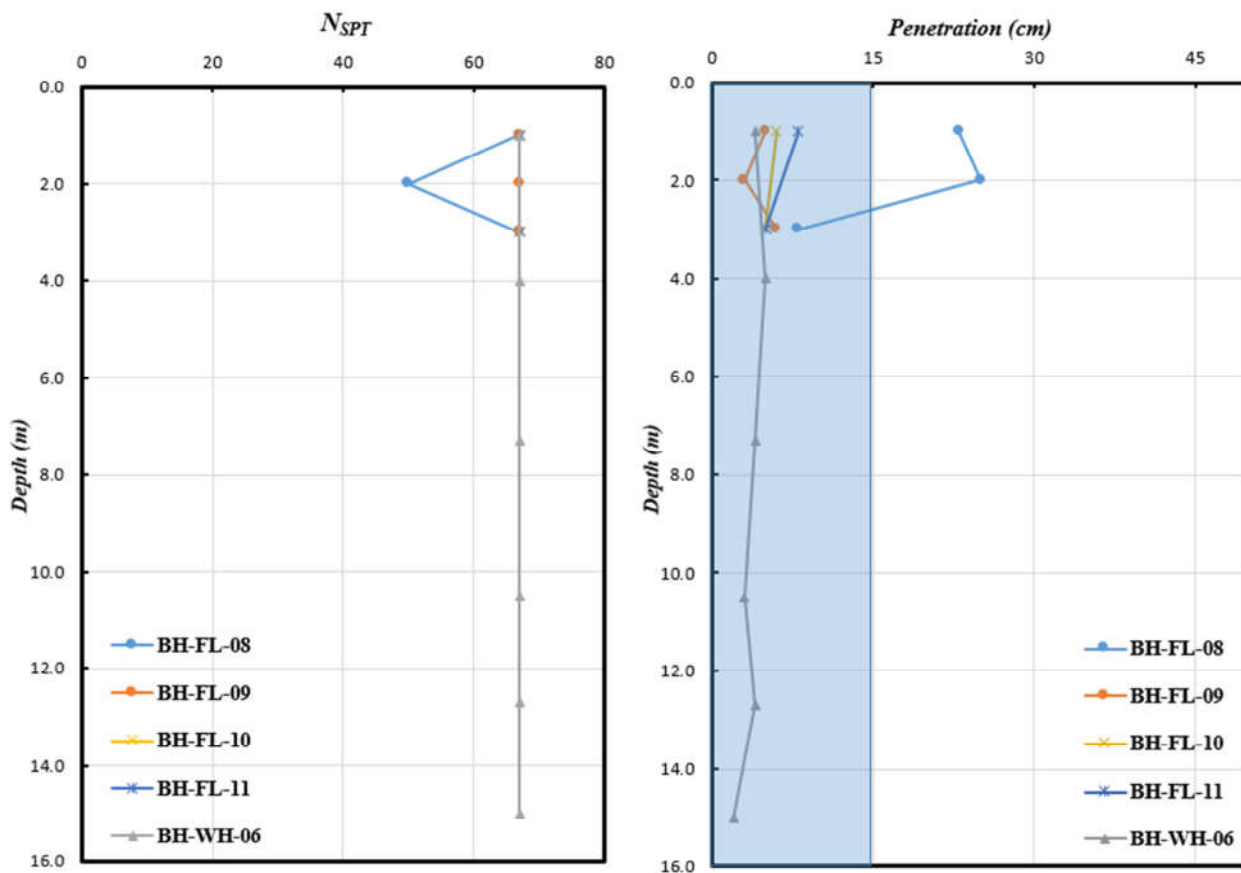 N_SPT
0 20 40 60 80
0.0
2.0
4.0
6.0
8.0
10.0
12.0
14.0
16.0
Depth (m)
BH-FL-08
BH-FL-09
BH-FL-10
BH-FL-11
BH-WH-06
Penetration (cm)
0 15 30 45
0.0
2.0
4.0
6.0
8.0
10.0
12.0
14.0
16.0
Depth (m)
BH-FL-08
BH-FL-09
BH-FL-10
BH-FL-11
BH-WH-06